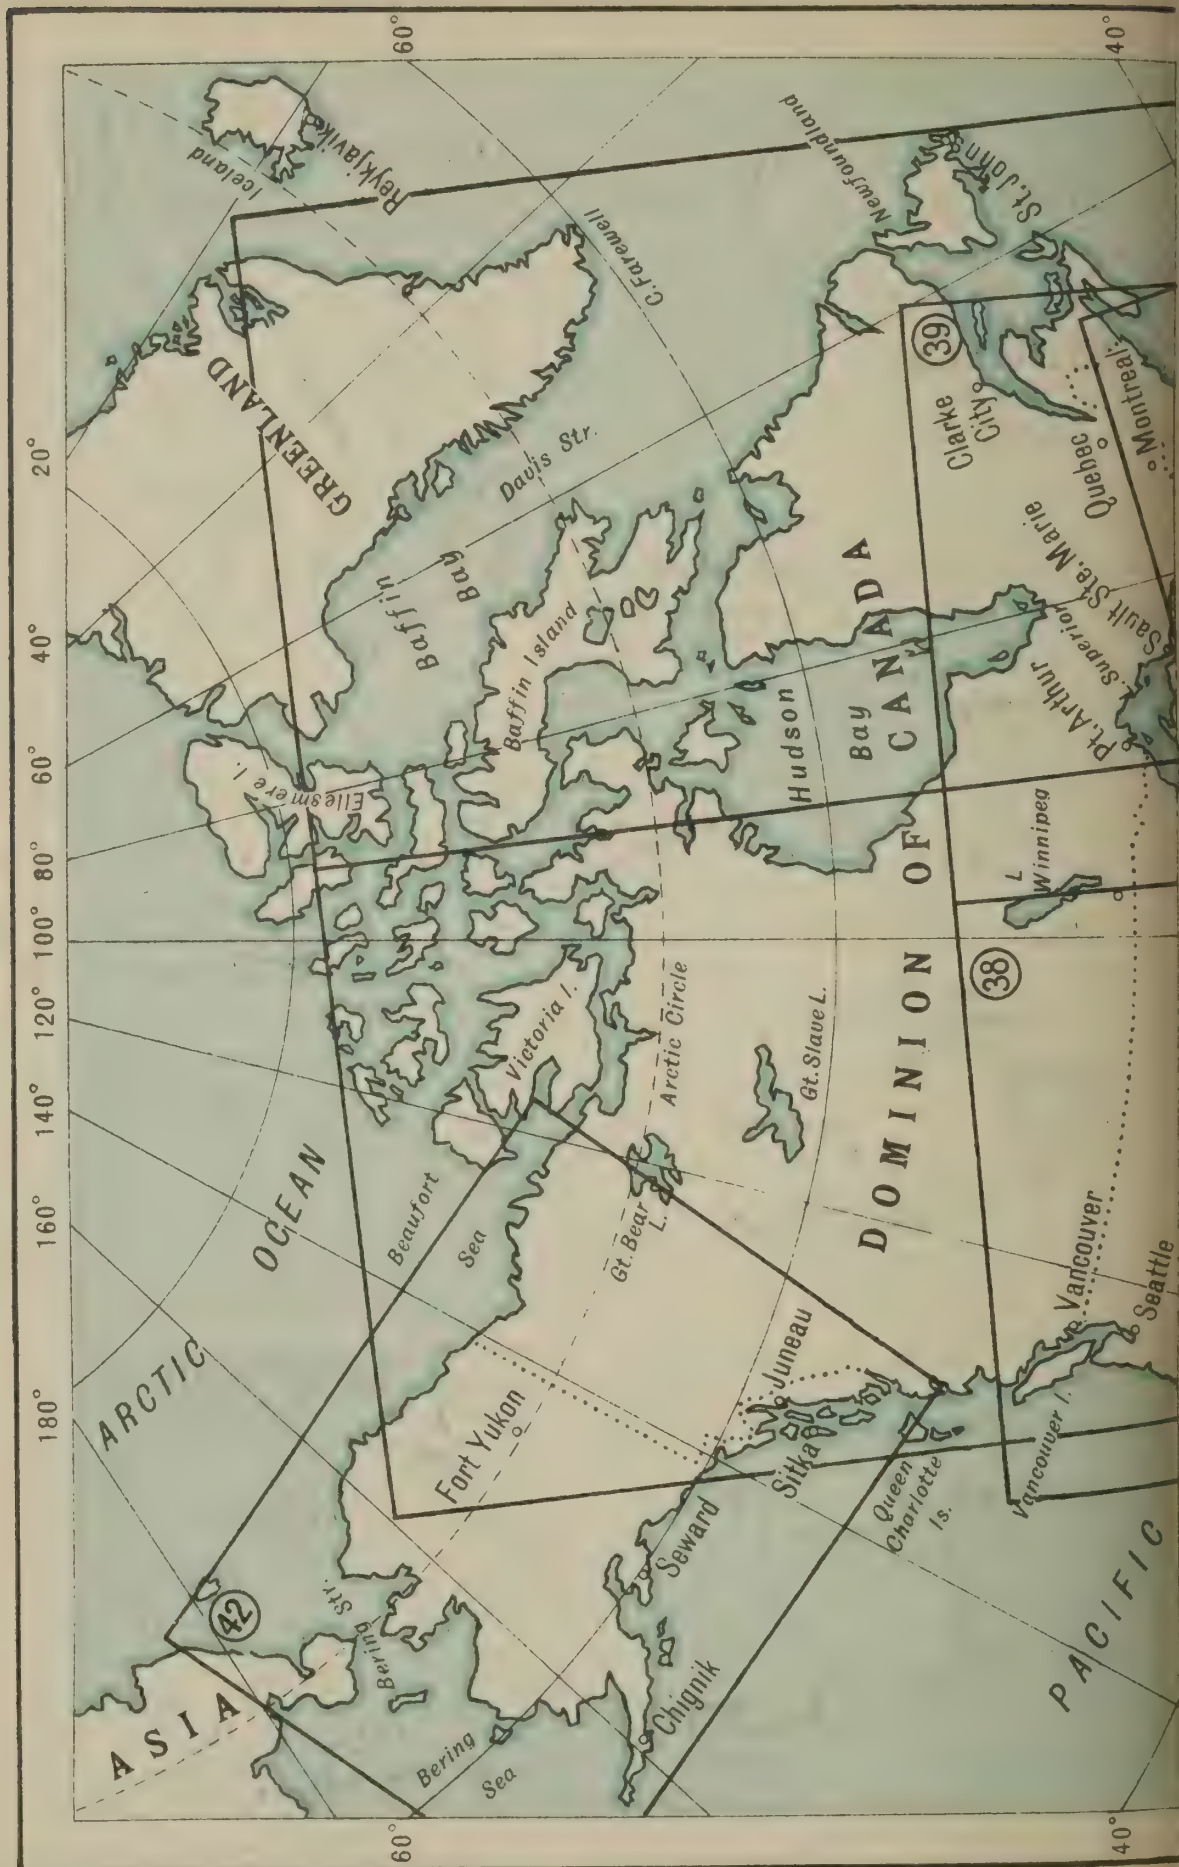 180°
160°
140°
120°
100°
80°
60°
40°
20°
60°
40°
60°
40°
ARCTIC
OCEAN
ASIA
42
Bering Str.
Bering
Sea
Beaufort
Sea
Fort Yukon
Chignik
Seward
Sitka
Juneau
Queen
Charlotte
Is.
Vancouver I.
Vancouver
Seattle
PACIFIC
Gt. Bear
L.
Arctic Circle
Gt. Slave L.
Victoria I.
Ellesmere I.
GREENLAND
Iceland
Reykjavik
C. Farewell
Davis Str.
Baffin
Bay
Baffin Island
Hudson
Bay
DOMINION OF
CANADA
38
L
Winnipeg
39
Pt. Arthur
L. Superior
Sault Ste. Marie
Clarke
City
Quebec
Montreal
Newfoundland
St. Johns